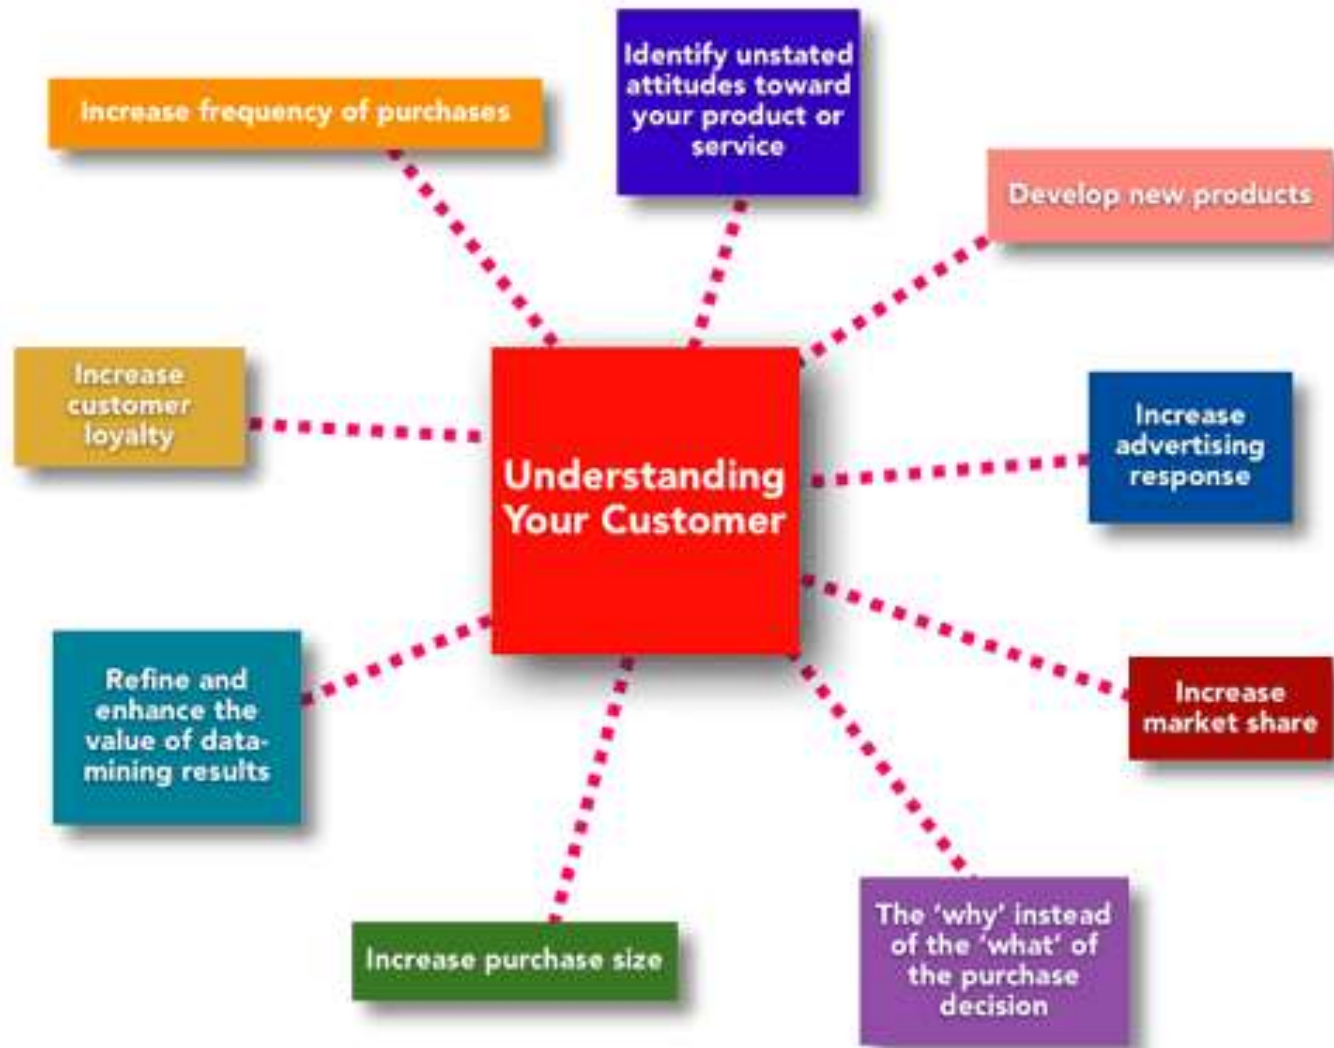 Increase frequency of purchases
Identify unstated
attitudes toward
your product or
service
Develop new products
Increase
customer
loyalty
Increase
advertising
response
Understanding
Your Customer
Refine and
enhance the
value of data-
mining results
Increase
market share
Increase purchase size
The ‘why’ instead
of the ‘what’ of
the purchase
decision